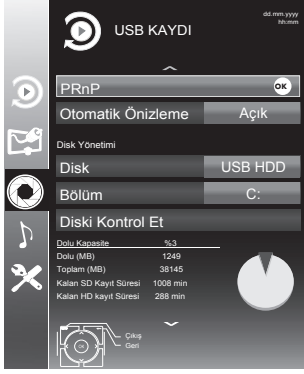 dd.mm.yyyy
hh:mm
USB KAYDI
PRnP OK
Otomatik Önizleme Açık
Disk Yönetimi
Disk USB HDD
Bölüm C:
Diski Kontrol Et
Dolu Kapasite %3
Dolu (MB) 1249
Toplam (MB) 38145
Kalan SD Kayıt Süresi 1008 min
Kalan HD kayıt Süresi 288 min
Çıkış
OK Geri